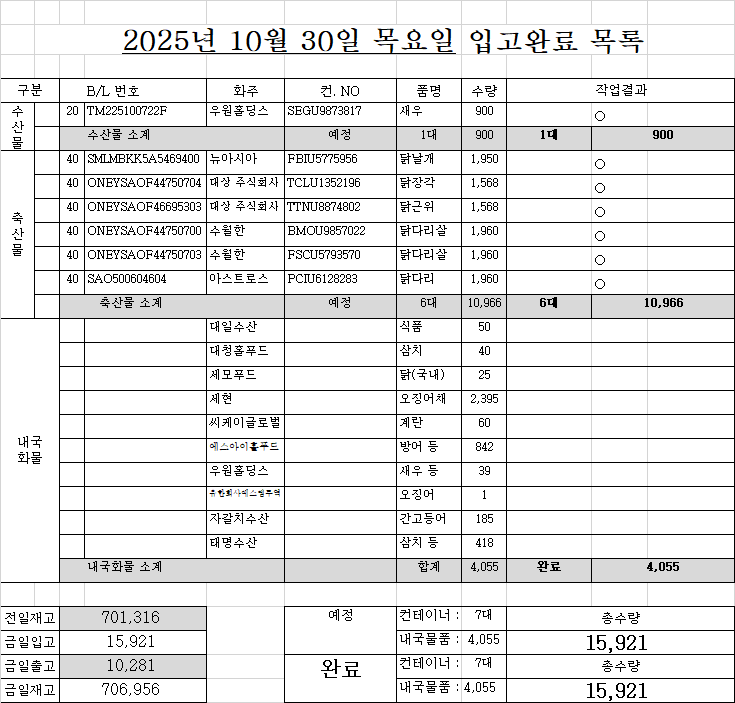 2025년 10월 30일 목요일 입고완료 목록
구분 B/L 번호 화주 컨. NO 품명 수량 작업결과
수산물 20 TM225100722F 우원홀딩스 SEGU9873817 새우 900 ○
수산물 소계 예정 1대 900 1대 900
축산물 40 SMLMBKK5A5469400 뉴아시아 FBIU5775956 닭날개 1,950 ○
40 ONEYSAOF44750704 대상 주식회사 TCLU1352196 닭장각 1,568 ○
40 ONEYSAOF46695303 대상 주식회사 TTNU8874802 닭근위 1,568 ○
40 ONEYSAOF44750700 수월한 BMOU9857022 닭다리살 1,960 ○
40 ONEYSAOF44750703 수월한 FSCU5793570 닭다리살 1,960 ○
40 SAO500604604 아스트로스 PCIU6128283 닭다리 1,960 ○
축산물 소계 예정 6대 10,966 6대 10,966
내국화물 대일수산 식품 50
대청홀푸드 삼치 40
세모푸드 닭(국내) 25
세현 오징어채 2,395
씨케이글로벌 계란 60
에스아이홀푸드 방어 등 842
우원홀딩스 새우 등 39
오징어 1
자갈치수산 간고등어 185
태명수산 삼치 등 418
내국화물 소계 합계 4,055 완료 4,055
전일재고 701,316 예정 컨테이너 : 7대 총수량
금일입고 15,921 내국물품 : 4,055 15,921
금일출고 10,281 완료 컨테이너 : 7대 총수량
금일재고 706,956 내국물품 : 4,055 15,921